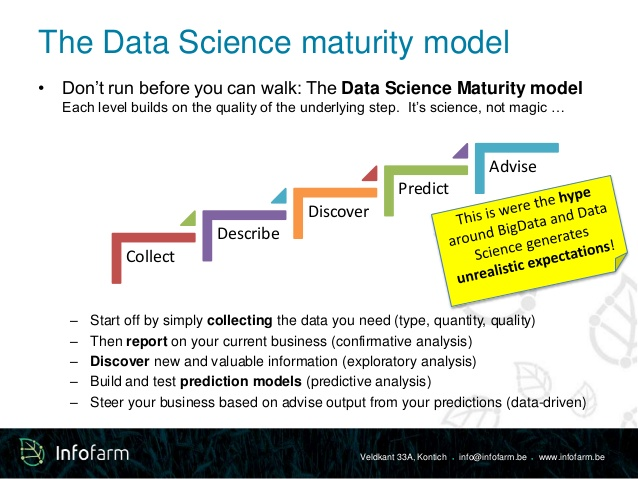 The Data Science maturity model
• Don’t run before you can walk: The Data Science Maturity model
Each level builds on the quality of the underlying step. It’s science, not magic …
Advise
Predict
Discover
Describe
Collect
This is were the hype
around BigData and Data
Science generates
unrealistic expectations!
– Start off by simply collecting the data you need (type, quantity, quality)
– Then report on your current business (confirmative analysis)
– Discover new and valuable information (exploratory analysis)
– Build and test prediction models (predictive analysis)
– Steer your business based on advise output from your predictions (data-driven)
Infofarm
Veldkant 33A, Kontich . info@infofarm.be . www.infofarm.be